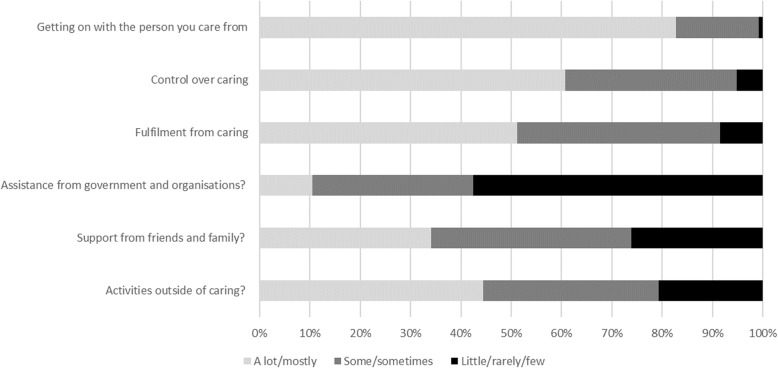 Getting on with the person you care from
Control over caring
Fulfilment from caring
Assistance from government and organisations?
Support from friends and family?
Activities outside of caring?
0% 10% 20% 30% 40% 50% 60% 70% 80% 90% 100%
A lot/mostly Some/sometimes Little/rarely/few